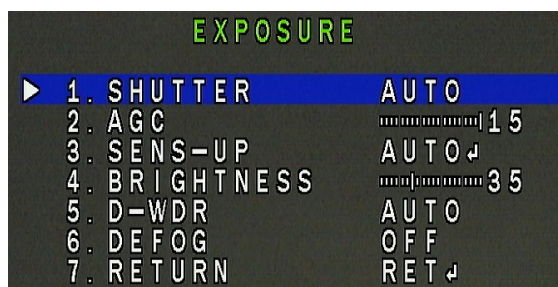 EXPOSURE
1. SHUTTER AUTO
2. AGC 15
3. SENS-UP AUTO↲
4. BRIGHTNESS 35
5. D-WDR AUTO
6. DEFOG OFF
7. RETURN RET↲